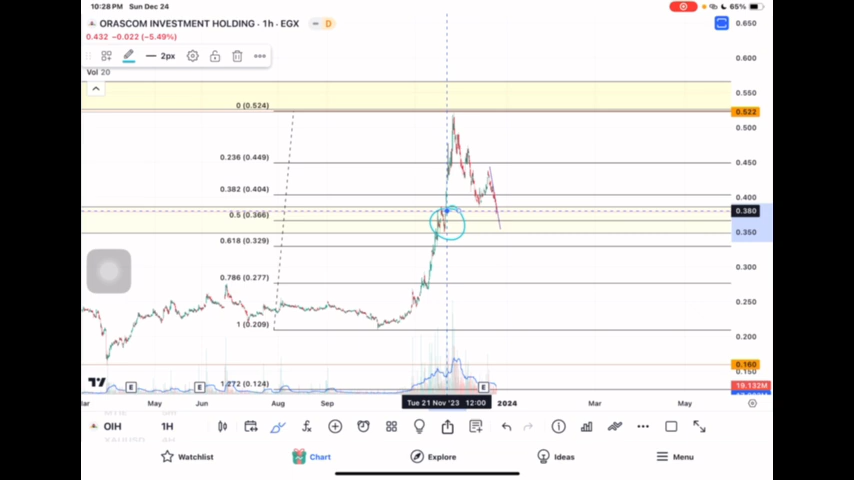 10:28 PM Sun Dec 24
65%
ORASCOM INVESTMENT HOLDING · 1h · EGX
D
0.432 −0.022 (−5.49%)
2px
Vol 20
0.650
0.600
0.550
0.522
0.500
0.450
0.400
0.380
0.350
0.300
0.250
0.200
0.160
0.150
19.132M
0 (0.524)
0.236 (0.449)
0.382 (0.404)
0.5 (0.366)
0.618 (0.329)
0.786 (0.277)
1 (0.209)
1.272 (0.124)
E
E
E
May
Jun
Aug
Sep
Tue 21 Nov '23 12:00
2024
Mar
May
OIH
1H
Watchlist
Chart
Explore
Ideas
Menu